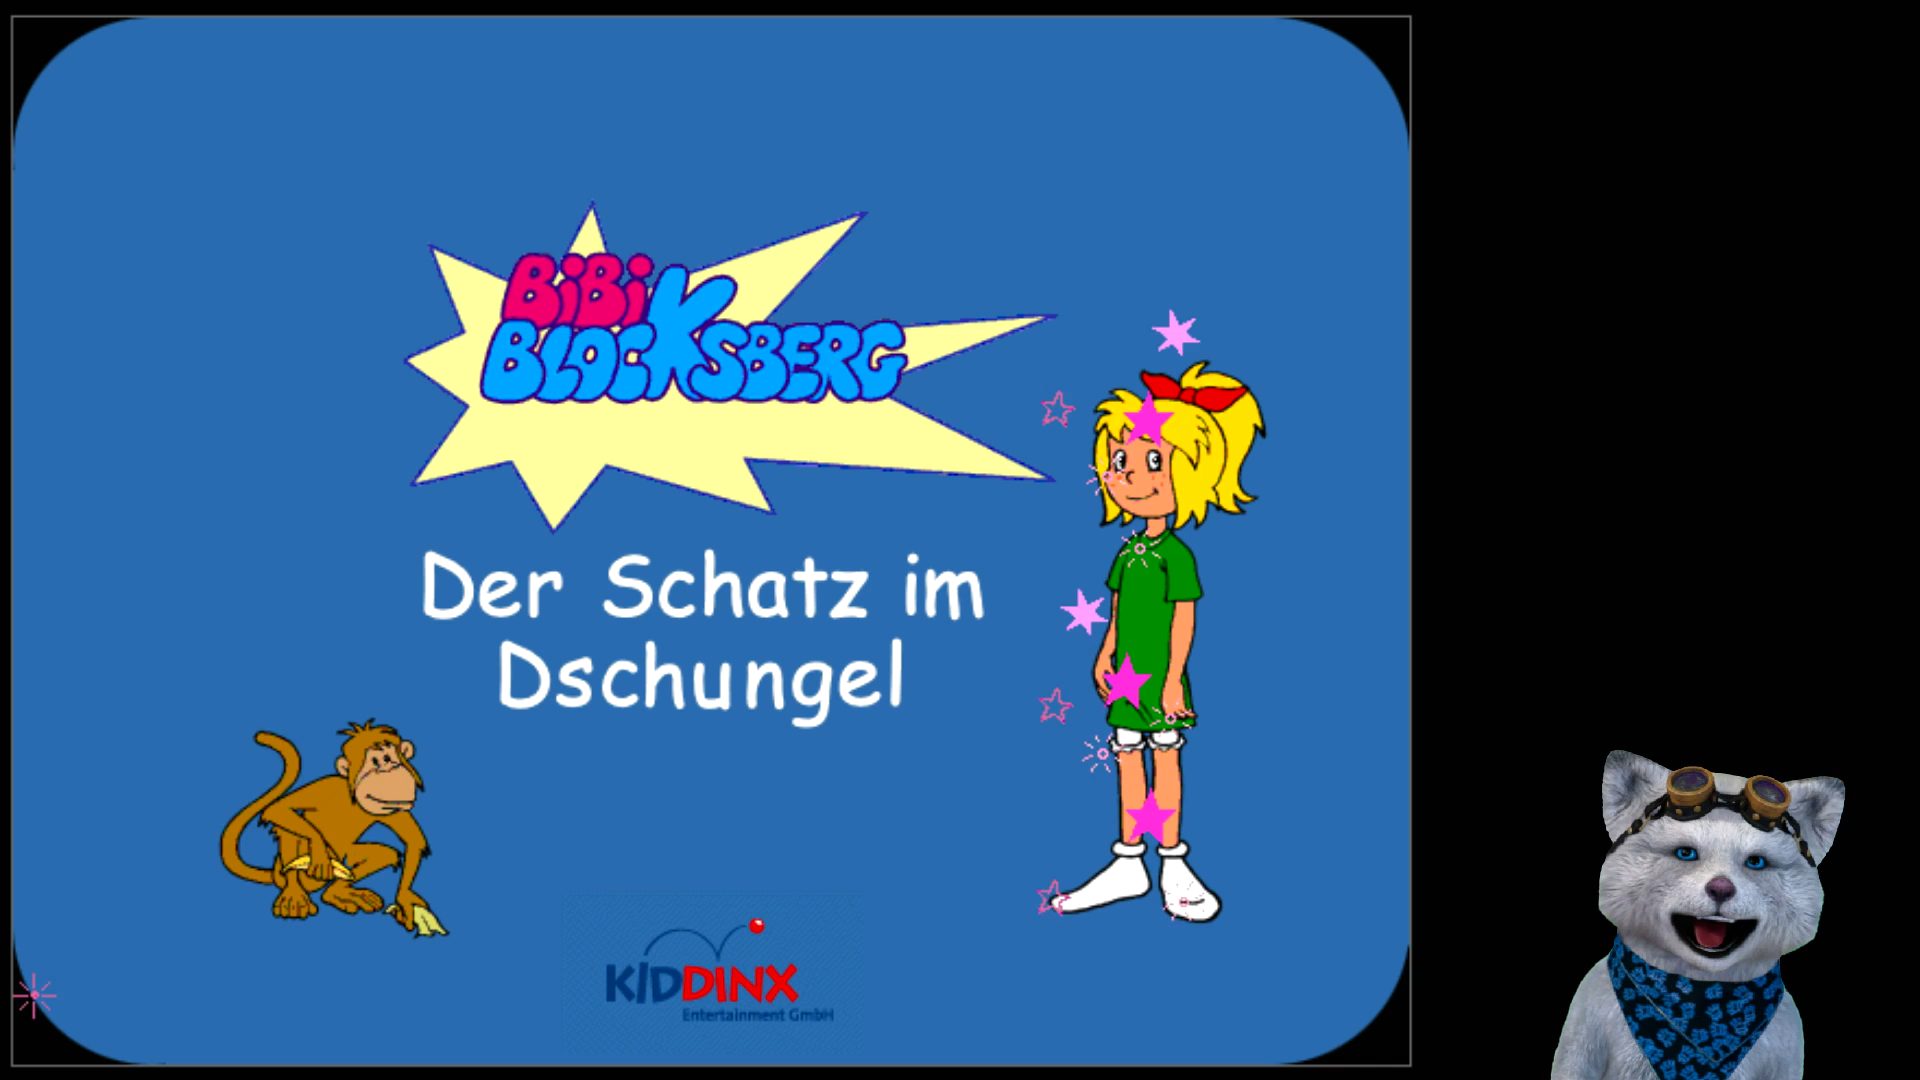 BiBi
BLOCKSBERG
Der Schatz im
Dschungel
KIDDINX
Entertainment GmbH